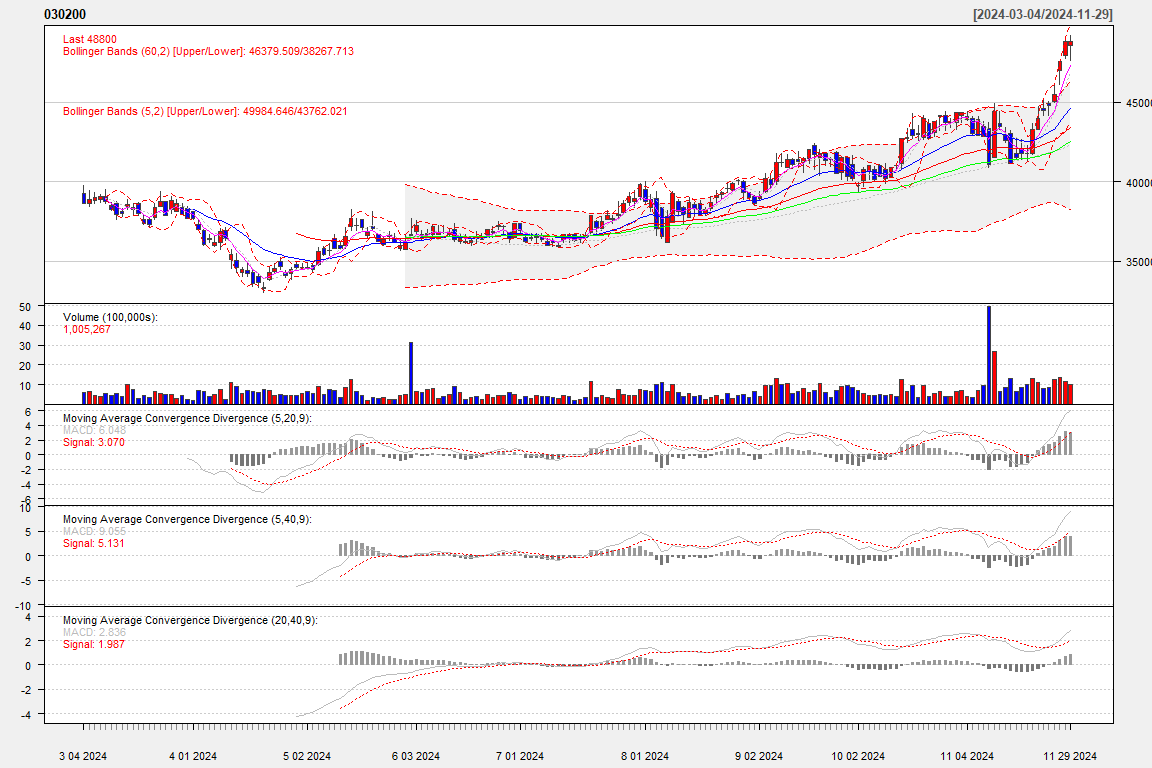 030200 [2024-03-04/2024-11-29]
Last 48800
Bollinger Bands (60,2) [Upper/Lower]: 46379.509/38267.713
Bollinger Bands (5,2) [Upper/Lower]: 49984.646/43762.021
45000
40000
35000
50
Volume (100,000s):
1,005,267
40
30
20
10
6
Moving Average Convergence Divergence (5,20,9):
4
MACD: 6.048
2
Signal: 3.070
0
-2
-4
-6
10
Moving Average Convergence Divergence (5,40,9):
MACD: 9.055
5
Signal: 5.131
0
-5
-10
4
Moving Average Convergence Divergence (20,40,9):
MACD: 2.836
2
Signal: 1.987
0
-2
-4
3 04 2024 4 01 2024 5 02 2024 6 03 2024 7 01 2024 8 01 2024 9 02 2024 10 02 2024 11 04 2024 11 29 2024